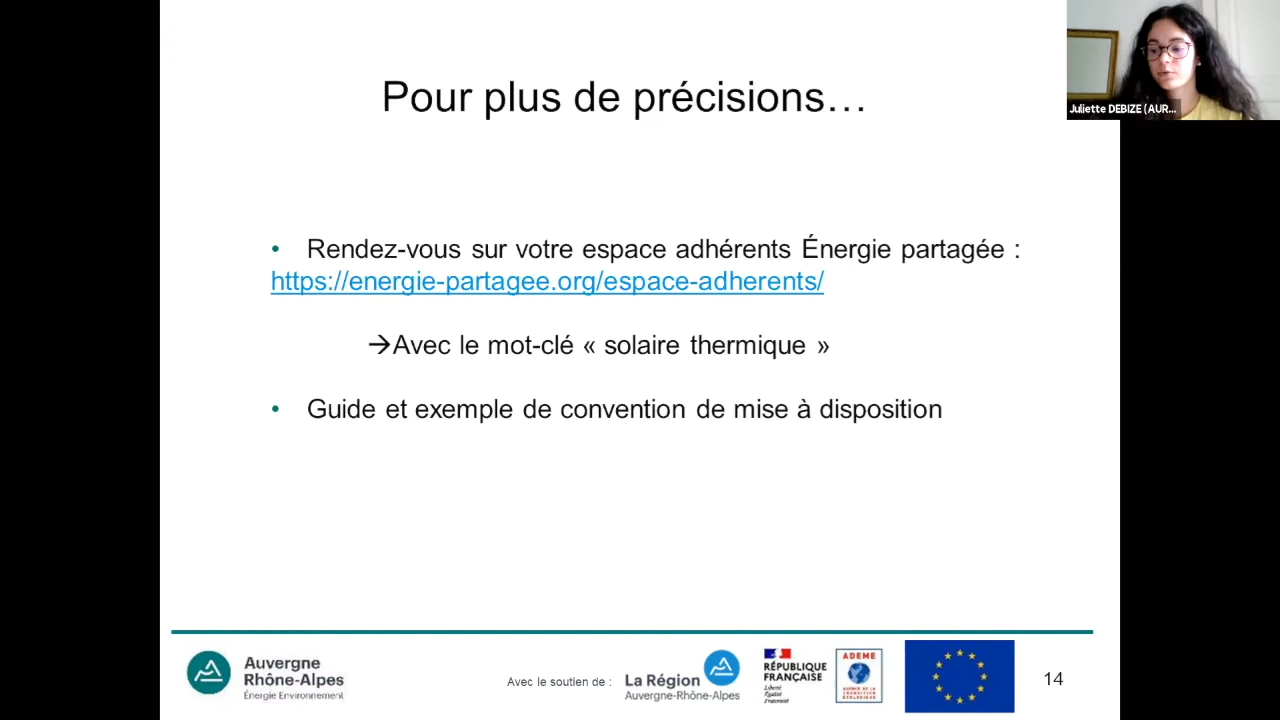 Pour plus de précisions…
Juliette DEBIZE (AUR...
• Rendez-vous sur votre espace adhérents Énergie partagée :
https://energie-partagee.org/espace-adherents/
→Avec le mot-clé « solaire thermique »
• Guide et exemple de convention de mise à disposition
Auvergne
Rhône-Alpes
Énergie Environnement
Avec le soutien de :
La Région
Auvergne-Rhône-Alpes
RÉPUBLIQUE
FRANÇAISE
Liberté
Égalité
Fraternité
ADEME
AGENCE DE LA
TRANSITION
ÉCOLOGIQUE
14